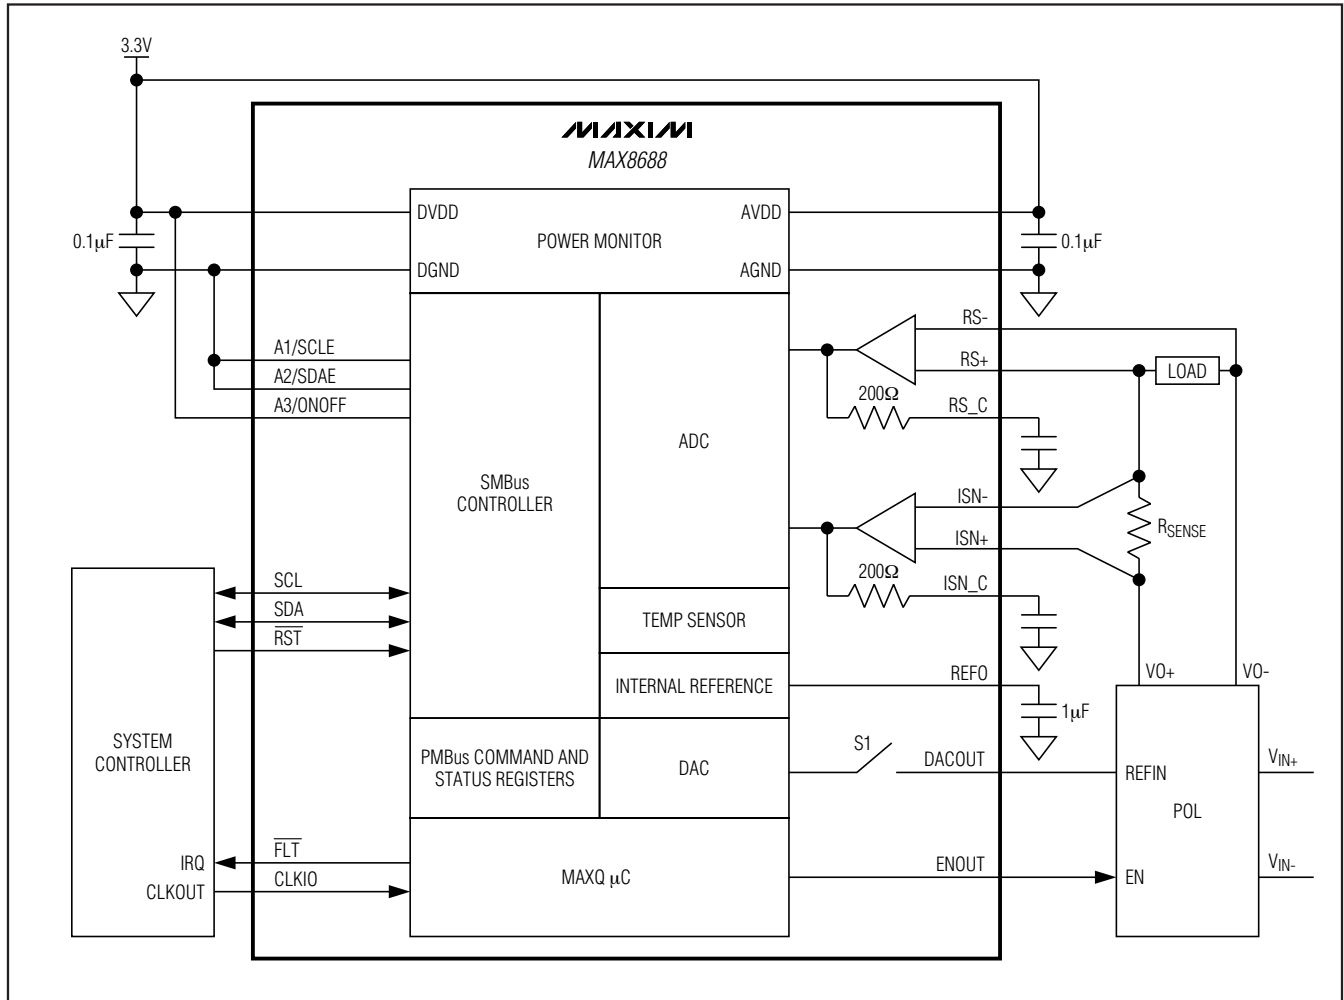 3.3V
MAXIM
MAX8688
DVDD
AVDD
0.1µF
POWER MONITOR
0.1µF
DGND
AGND
RS-
A1/SCLE
RS+
LOAD
A2/SDAE
200Ω
A3/ONOFF
RS_C
ADC
SMBus
CONTROLLER
ISN-
RSENSE
ISN+
200Ω
SCL
ISN_C
SDA
TEMP SENSOR
RST
REFO
VO+
VO-
INTERNAL REFERENCE
1µF
SYSTEM
CONTROLLER
PMBus COMMAND AND
STATUS REGISTERS
DAC
S1
DACOUT
VIN+
REFIN
POL
FLT
IRQ
ENOUT
VIN-
CLKIO
CLKOUT
MAXQ µC
EN